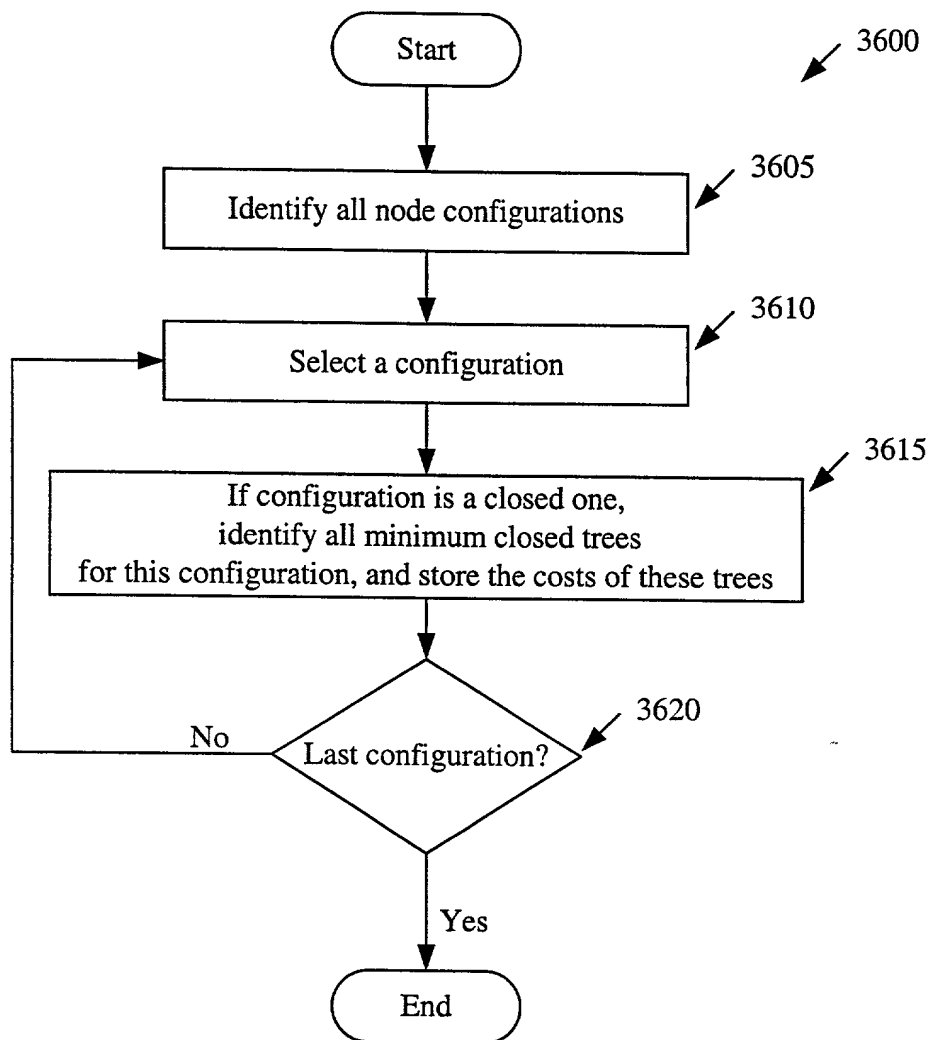 Start
3600
3605
Identify all node configurations
3610
Select a configuration
3615
If configuration is a closed one,
identify all minimum closed trees
for this configuration, and store the costs of these trees
3620
No
Last configuration?
Yes
End